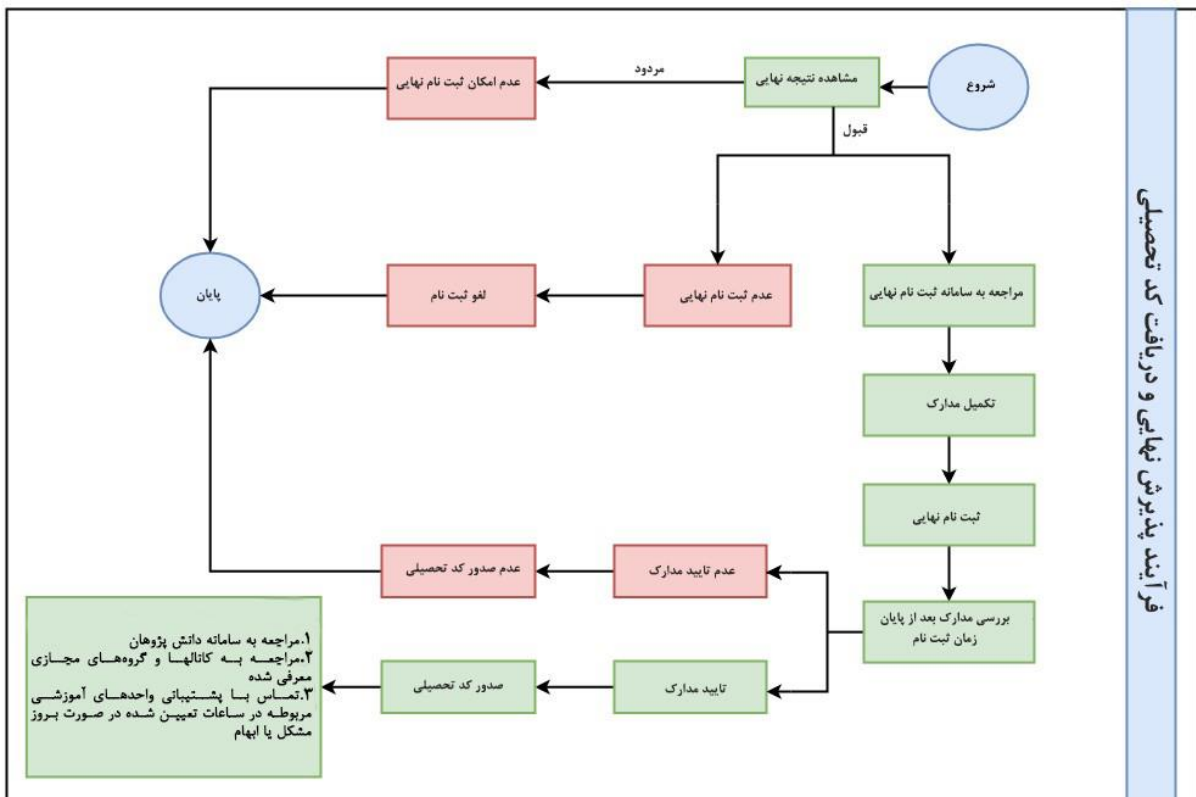 فرآیند پذیرش نهایی و دریافت کد تحصیلی
شروع
مشاهده نتیجه نهایی
مردود
عدم امکان ثبت نام نهایی
قبول
مراجعه به سامانه ثبت نام نهایی
عدم ثبت نام نهایی
لغو ثبت نام
پایان
تکمیل مدارک
ثبت نام نهایی
بررسی مدارک بعد از پایان
زمان ثبت نام
عدم تایید مدارک
عدم صدور کد تحصیلی
تایید مدارک
صدور کد تحصیلی
۱.مراجعه به سامانه دانش پژوهان
۲.مراجعه به کانالها و گروه‌های مجازی
معرفی شده
۳.تماس با پشتیبانی واحدهای آموزشی
مربوطه در ساعات تعیین شده در صورت بروز
مشکل یا ابهام